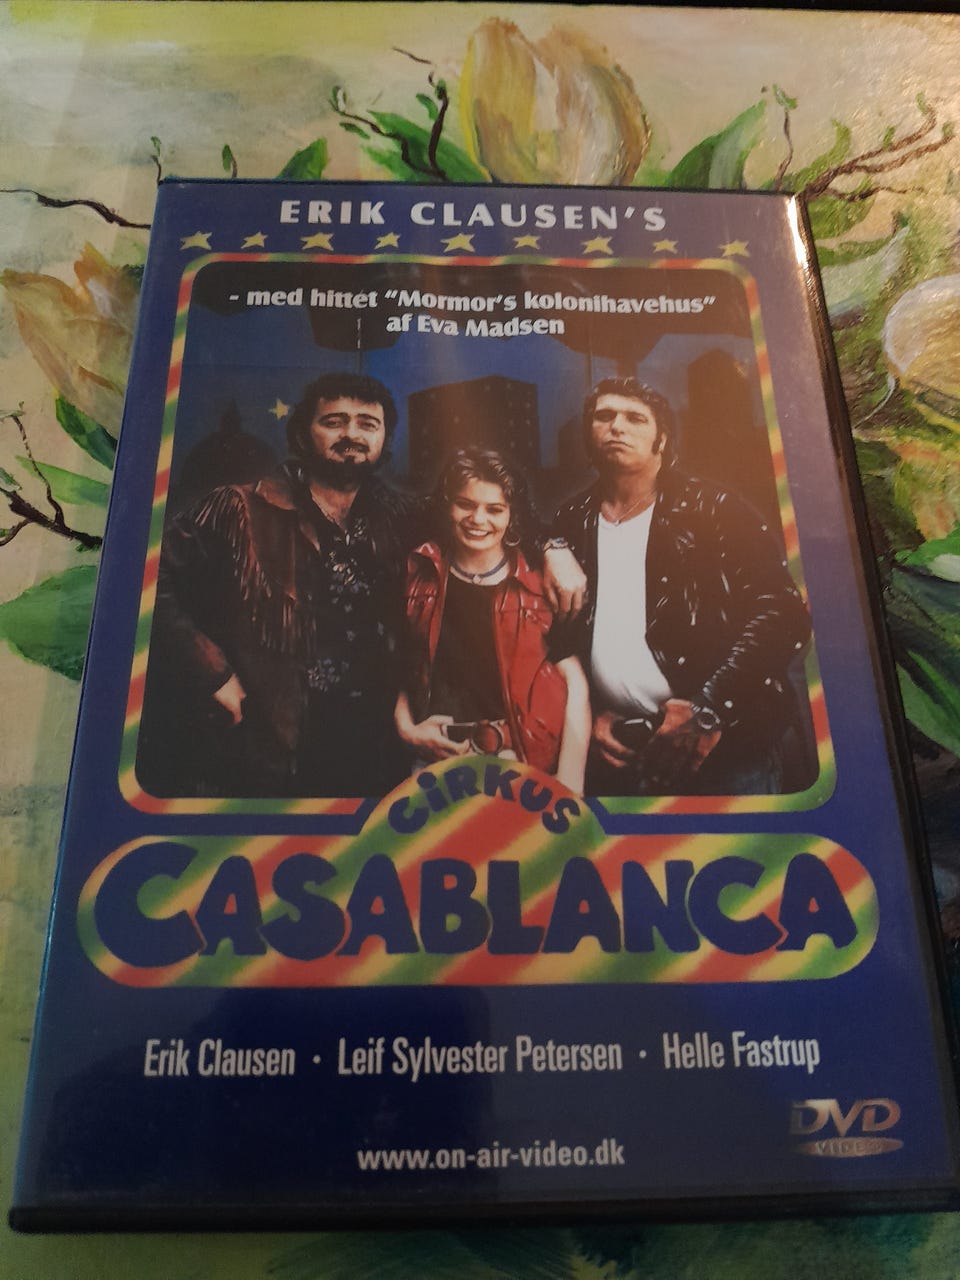 ERIK CLAUSEN'S
- med hittet "Mormor's kolonihavehus"
af Eva Madsen
CIRKUS
CASABLANCA
Erik Clausen · Leif Sylvester Petersen · Helle Fastrup
DVD
VIDEO
www.on-air-video.dk